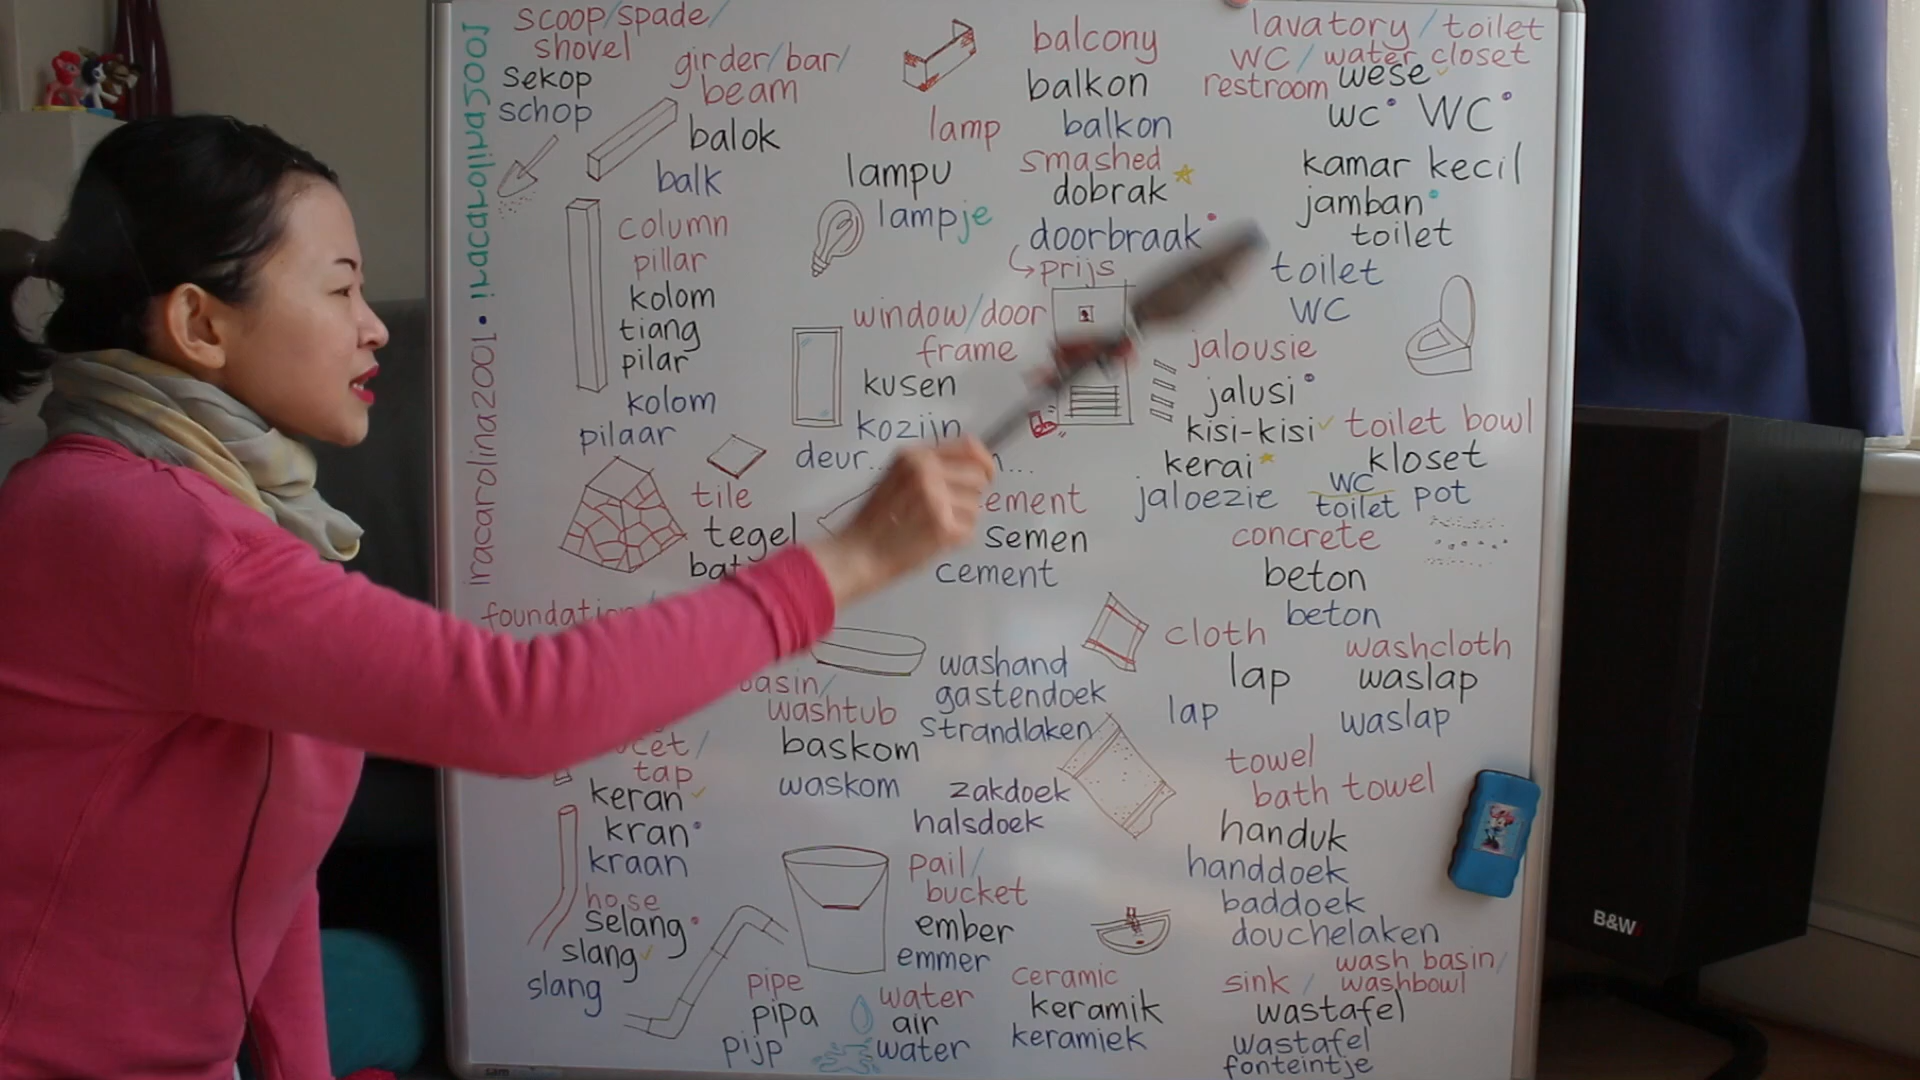 iracarolina2001 • iracarolina2001
scoop/spade/
shovel
sekop
schop
girder/bar/
beam
balok
balk
column
pillar
kolom
tiang
pilar
kolom
pilaar
tile
tegel
lamp
lampu
lampje
window/door
frame
kusen
kozijn
deur...
balcony
balkon
balkon
smashed
dobrak
doorbraak
prijs
lavatory / toilet
WC / water closet
restroom wese
wc WC
kamar kecil
jamban
toilet
toilet
WC
jalousie
jalusi
kisi-kisi
kerai
jaloezie
toilet bowl
kloset
WC
toilet pot
semen
cement
concrete
beton
beton
washtub
baskom
waskom
washand
gastendoek
strandlaken
zakdoek
halsdoek
cloth
lap
lap
washcloth
waslap
waslap
towel
bath towel
handuk
handdoek
baddoek
douchelaken
tap
keran
kran
kraan
hose
selang
slang
slang
pail/
bucket
ember
emmer
pipe
pipa
pijp
water
air
water
ceramic
keramik
keramiek
sink / wash basin/
washbowl
wastafel
wastafel
fonteintje
B&W
sam